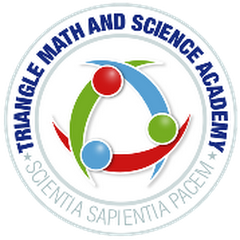 TRIANGLE MATH AND SCIENCE ACADEMY
SCIENTIA SAPIENTIA PACEM